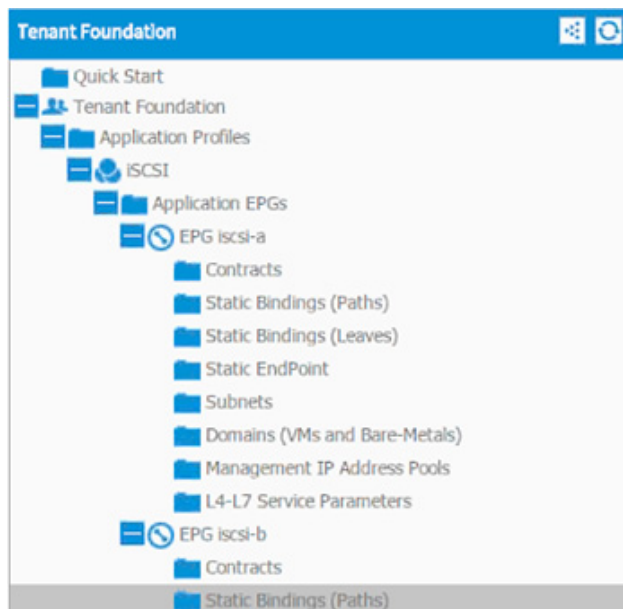 Tenant Foundation
Quick Start
Tenant Foundation
Application Profiles
iSCSI
Application EPGs
EPG iscsi-a
Contracts
Static Bindings (Paths)
Static Bindings (Leaves)
Static EndPoint
Subnets
Domains (VMs and Bare-Metals)
Management IP Address Pools
L4-L7 Service Parameters
EPG iscsi-b
Contracts
Static Bindings (Paths)